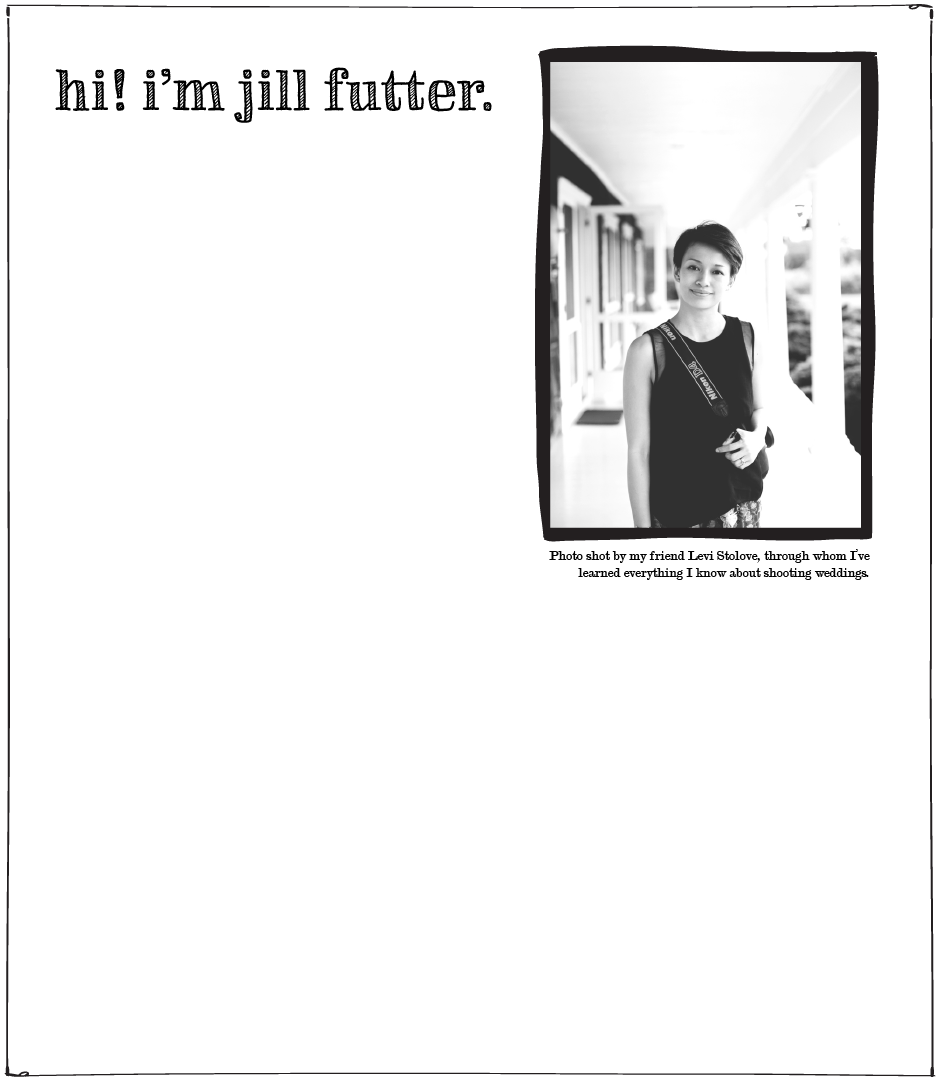 hi! i'm jill futter.
Nikon D4
Photo shot by my friend Levi Stolove, through whom I've
learned everything I know about shooting weddings.